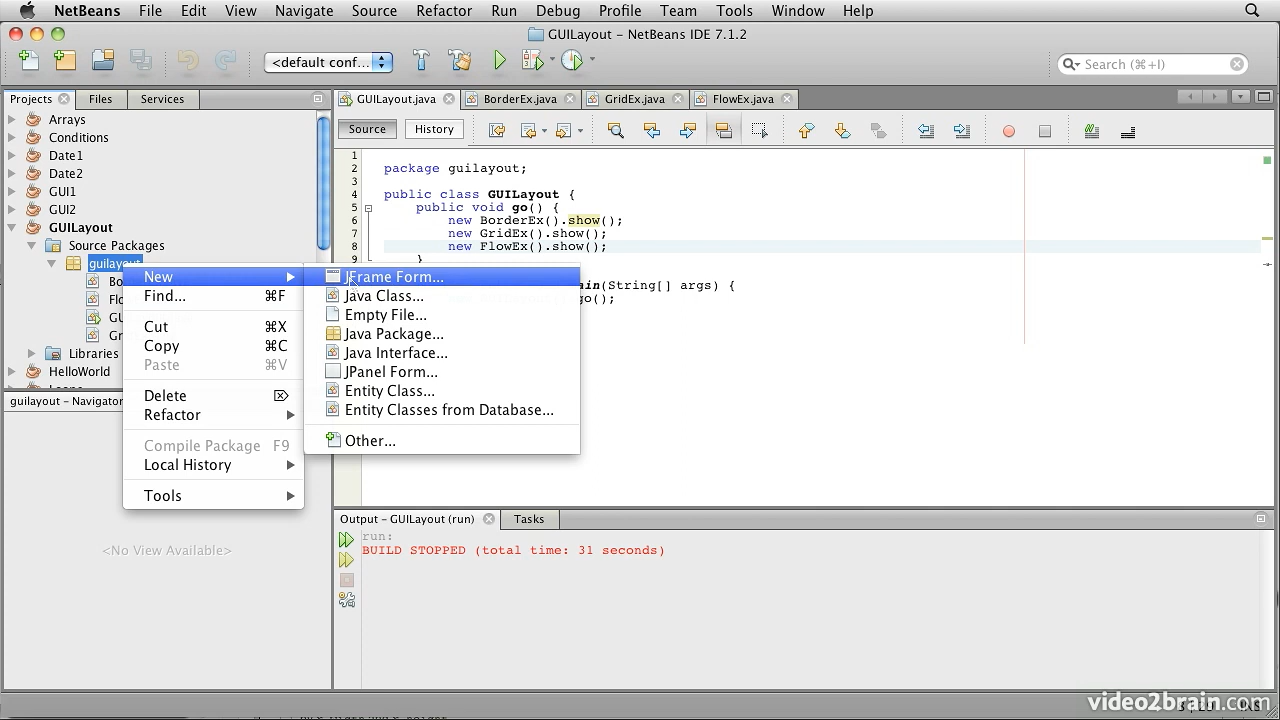 NetBeans File Edit View Navigate Source Refactor Run Debug Profile Team Tools Window Help
GUILayout – NetBeans IDE 7.1.2
<default conf...
Search (⌘+I)
Projects Files Services
GUILayout.java BorderEx.java GridEx.java FlowEx.java
Source History
Arrays
Conditions
Date1
Date2
GUI1
GUI2
GUILayout
Source Packages
guilayout
Libraries
HelloWorld
1
2 package guilayout;
3
4 public class GUILayout {
5 public void go() {
6 new BorderEx().show();
7 new GridEx().show();
8 new FlowEx().show();
9 }
(String[] args) {
go();
New
Find... ⌘F
Cut ⌘X
Copy ⌘C
Paste ⌘V
Delete ⌦
Refactor
Compile Package F9
Local History
Tools
JFrame Form...
Java Class...
Empty File...
Java Package...
Java Interface...
JPanel Form...
Entity Class...
Entity Classes from Database...
Other...
guilayout – Navigator
<No View Available>
Output – GUILayout (run) Tasks
run:
BUILD STOPPED (total time: 31 seconds)
video2brain.com